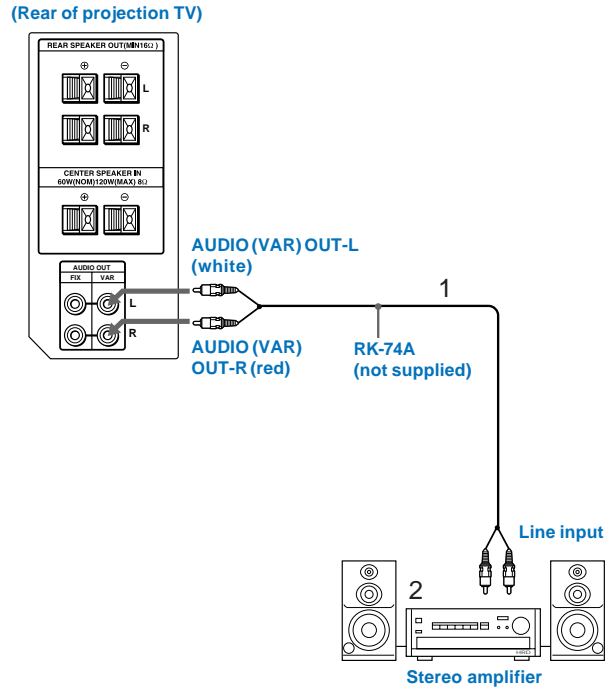 (Rear of projection TV)
REAR SPEAKER OUT(MIN16Ω)
⊕ ⊖
L
R
CENTER SPEAKER IN
60W(NOM)120W(MAX) 8Ω
⊕ ⊖
AUDIO OUT
FIX VAR
L
R
AUDIO (VAR) OUT-L
(white)
AUDIO (VAR)
OUT-R (red)
1
RK-74A
(not supplied)
Line input
2
Stereo amplifier